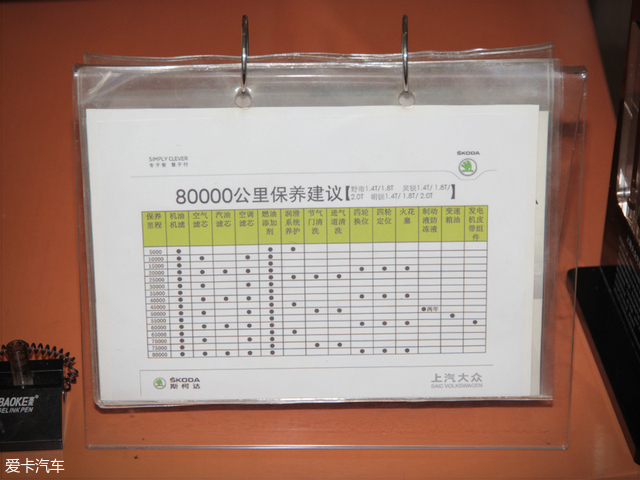 SIMPLY CLEVER
ŠKODA
80000公里保养建议【野帝1.4T/1.8T 昊锐1.4T/1.8T/2.0T 明锐1.4T/1.8T/2.0T】
保养里程 机油机滤 空气滤芯 汽油滤芯 空调滤芯 燃油添加剂 润滑系统养护 节气门清洗 进气道清洗 四轮换位 四轮定位 火花塞 制动液防冻液 变速箱油 发电机皮带组件
5000 ● ● ●
10000
15000
20000
25000
30000
35000
40000
45000
50000 ●两年
55000
60000
65000
70000
75000
80000
ŠKODA
斯柯达
上汽大众
SAIC VOLKSWAGEN
BAOKE
BELINK PEN
爱卡汽车